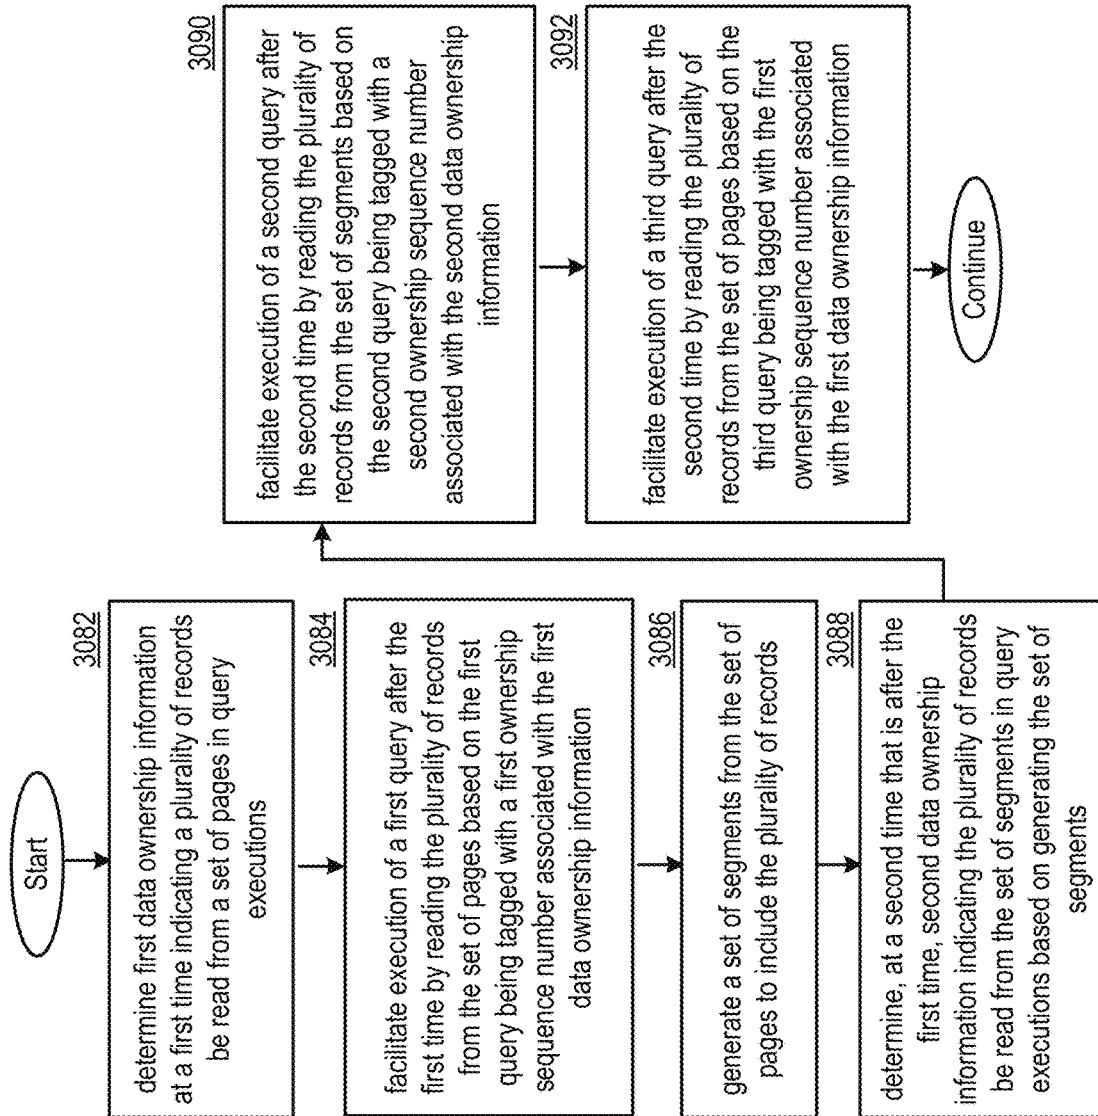 Start
3082
determine first data ownership information
at a first time indicating a plurality of records
be read from a set of pages in query
executions
3084
facilitate execution of a first query after the
first time by reading the plurality of records
from the set of pages based on the first
query being tagged with a first ownership
sequence number associated with the first
data ownership information
3086
generate a set of segments from the set of
pages to include the plurality of records
3088
determine, at a second time that is after the
first time, second data ownership
information indicating the plurality of records
be read from the set of segments in query
executions based on generating the set of
segments
3090
facilitate execution of a second query after
the second time by reading the plurality of
records from the set of segments based on
the second query being tagged with a
second ownership sequence number
associated with the second data ownership
information
3092
facilitate execution of a third query after the
second time by reading the plurality of
records from the set of pages based on the
third query being tagged with the first
ownership sequence number associated
with the first data ownership information
Continue